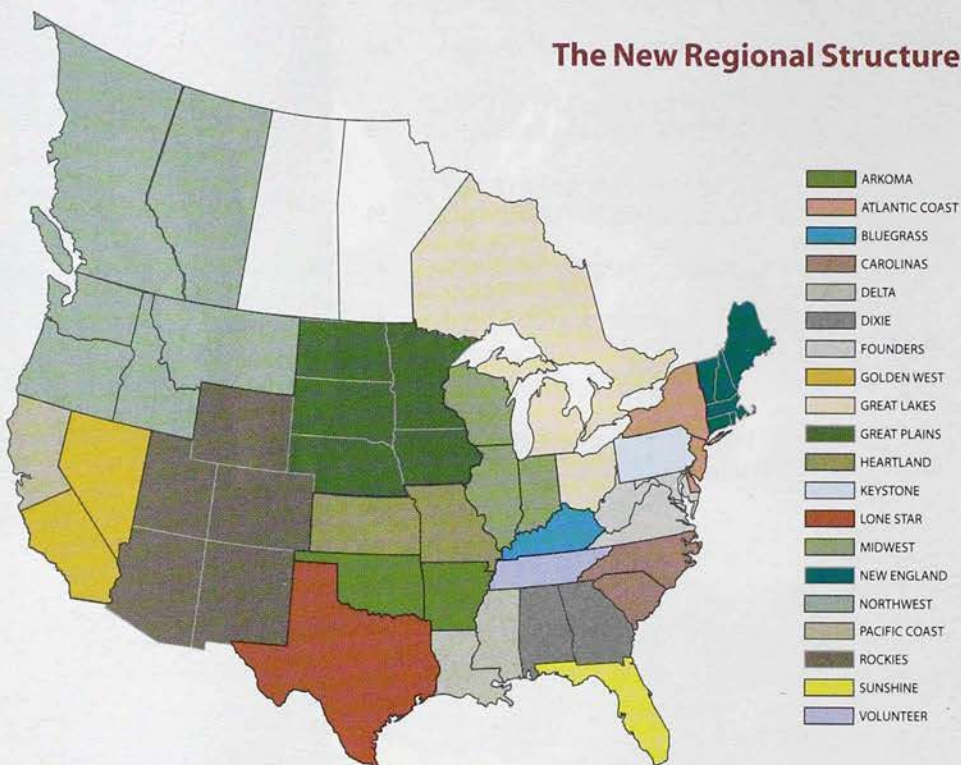 The New Regional Structure
ARKOMA
ATLANTIC COAST
BLUEGRASS
CAROLINAS
DELTA
DIXIE
FOUNDERS
GOLDEN WEST
GREAT LAKES
GREAT PLAINS
HEARTLAND
KEYSTONE
LONE STAR
MIDWEST
NEW ENGLAND
NORTHWEST
PACIFIC COAST
ROCKIES
SUNSHINE
VOLUNTEER